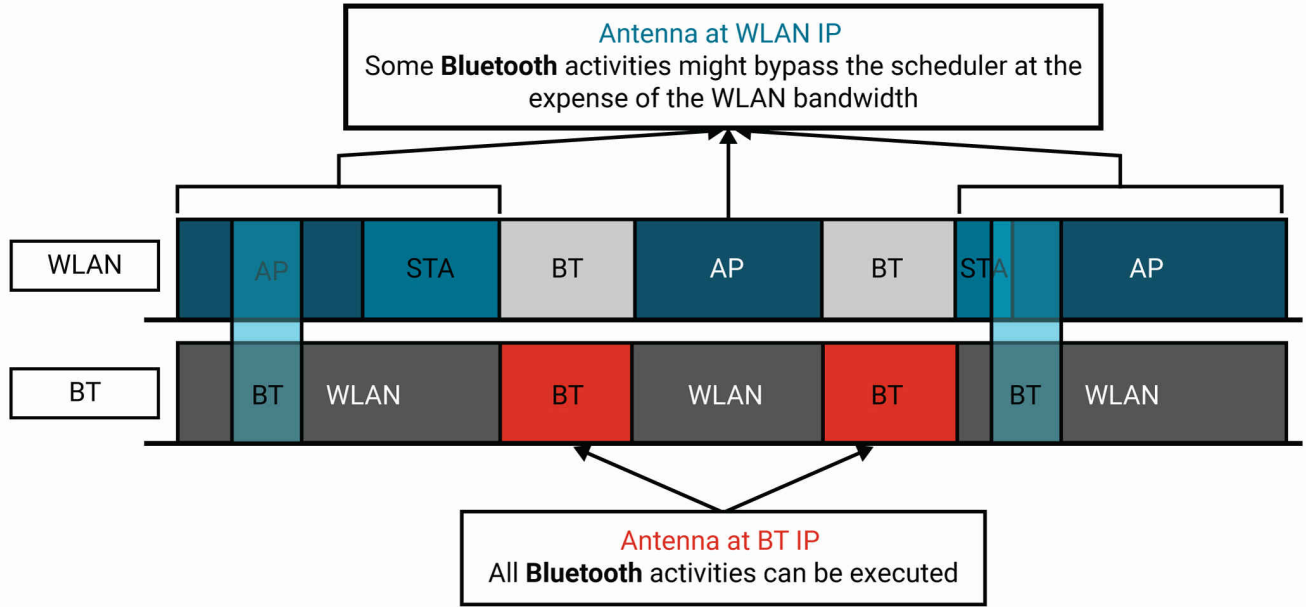 Antenna at WLAN IP
Some Bluetooth activities might bypass the scheduler at the
expense of the WLAN bandwidth
WLAN AP STA BT AP BT STA AP
BT BT WLAN BT WLAN BT BT WLAN
Antenna at BT IP
All Bluetooth activities can be executed